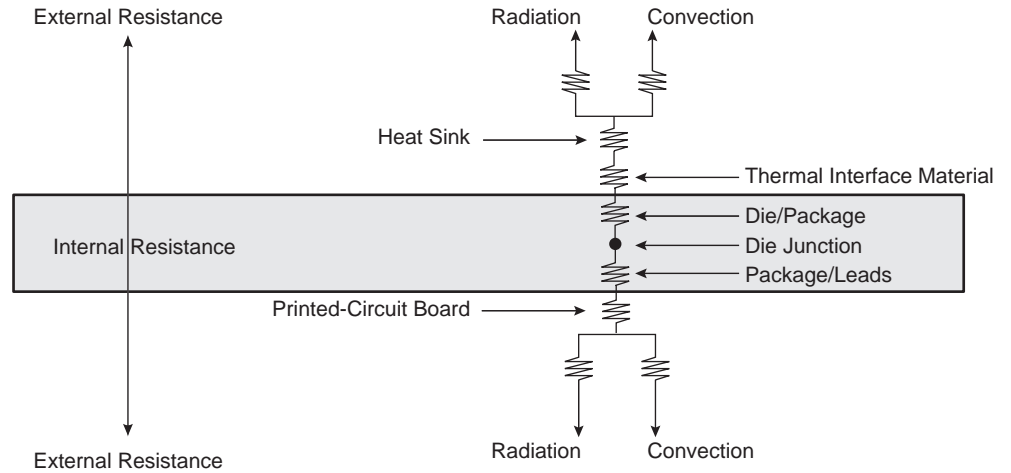 External Resistance
Radiation
Convection
Heat Sink
Thermal Interface Material
Die/Package
Internal Resistance
Die Junction
Package/Leads
Printed-Circuit Board
Radiation
Convection
External Resistance